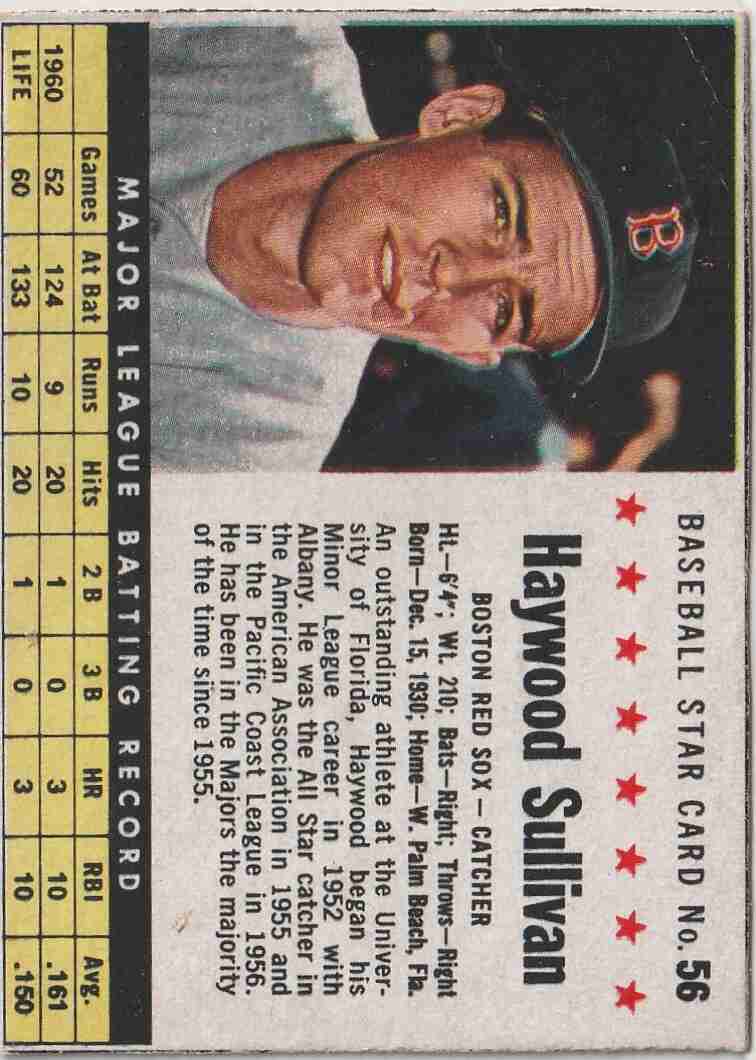 B
BASEBALL STAR CARD No. 56
Haywood Sullivan
BOSTON RED SOX — CATCHER
Ht.—6'4"; Wt. 210; Bats—Right; Throws—Right
Born—Dec. 15, 1930; Home—W. Palm Beach, Fla.
An outstanding athlete at the Univer-
sity of Florida, Haywood began his
Minor League career in 1952 with
Albany. He was the All Star catcher in
the American Association in 1955 and
in the Pacific Coast League in 1956.
He has been in the Majors the majority
of the time since 1955.
MAJOR LEAGUE BATTING RECORD
Games At Bat Runs Hits 2 B 3 B HR RBI Avg.
1960 52 124 9 20 1 0 3 10 .161
LIFE 60 133 10 20 1 0 3 10 .150